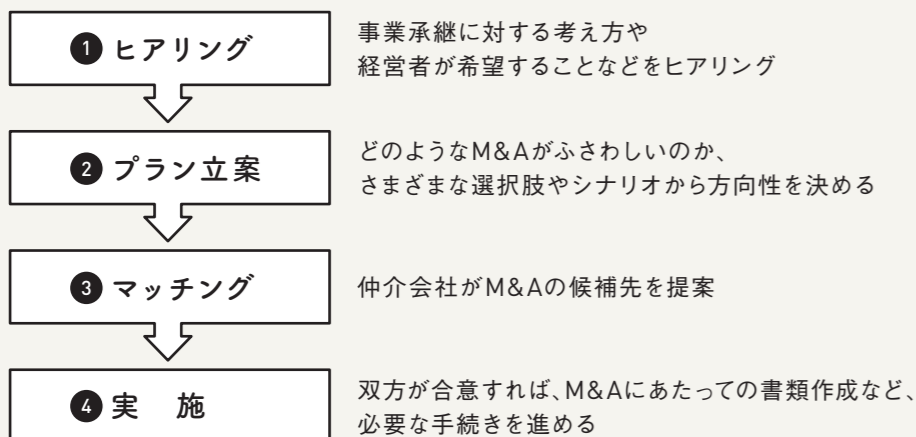 ❶ ヒアリング
事業承継に対する考え方や
経営者が希望することなどをヒアリング
❷ プラン立案
どのようなM&Aがふさわしいのか、
さまざまな選択肢やシナリオから方向性を決める
❸ マッチング
仲介会社がM&Aの候補先を提案
❹ 実　施
双方が合意すれば、M&Aにあたっての書類作成など、
必要な手続きを進める